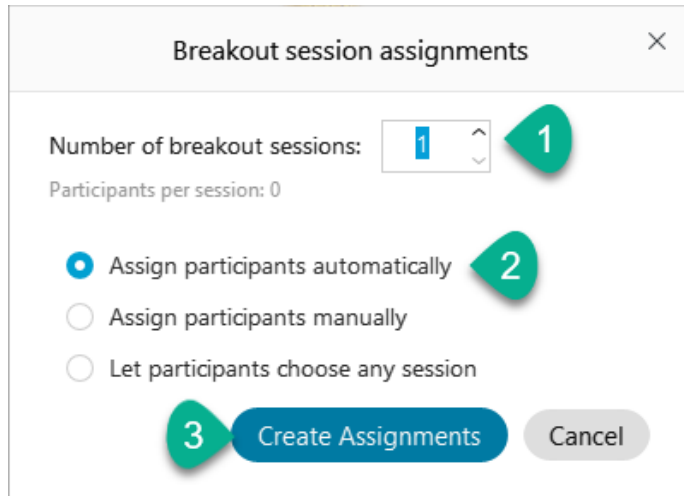 Breakout session assignments
Number of breakout sessions: 1 1
Participants per session: 0
Assign participants automatically 2
Assign participants manually
Let participants choose any session
3 Create Assignments Cancel